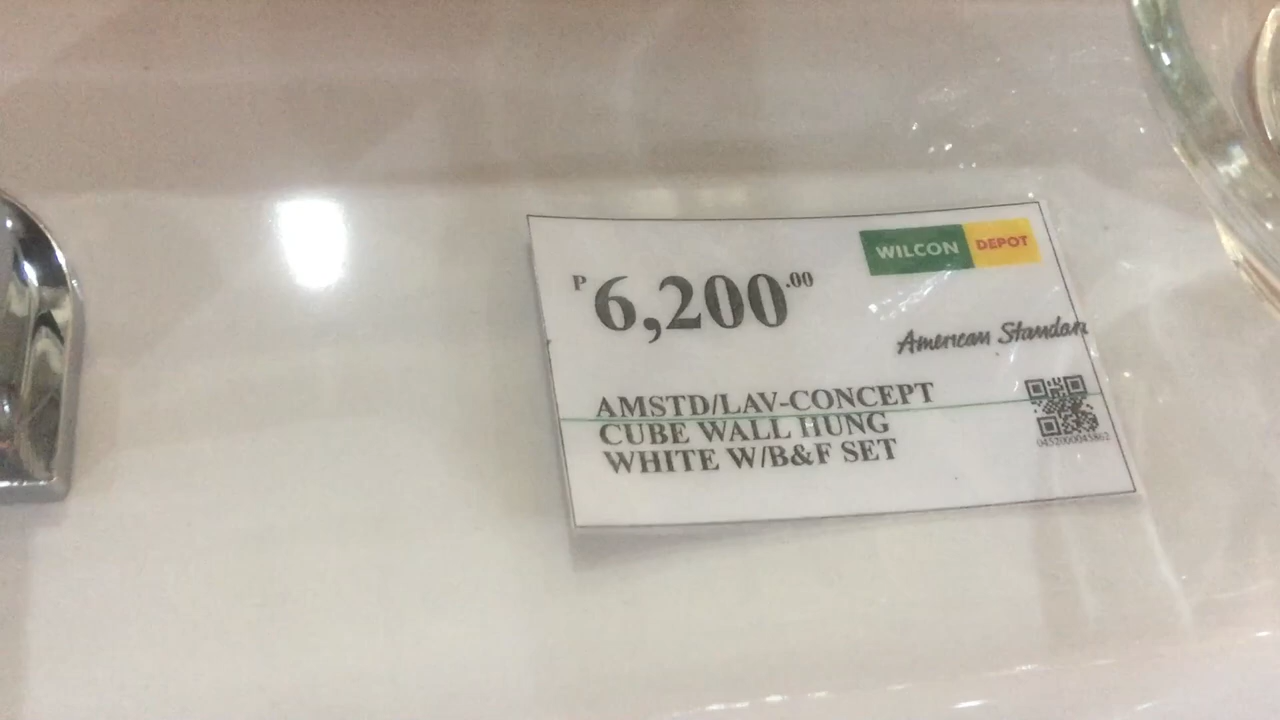 WILCON DEPOT
P 6,200.00
American Standar
AMSTD/LAV-CONCEPT
CUBE WALL HUNG
WHITE W/B&F SET